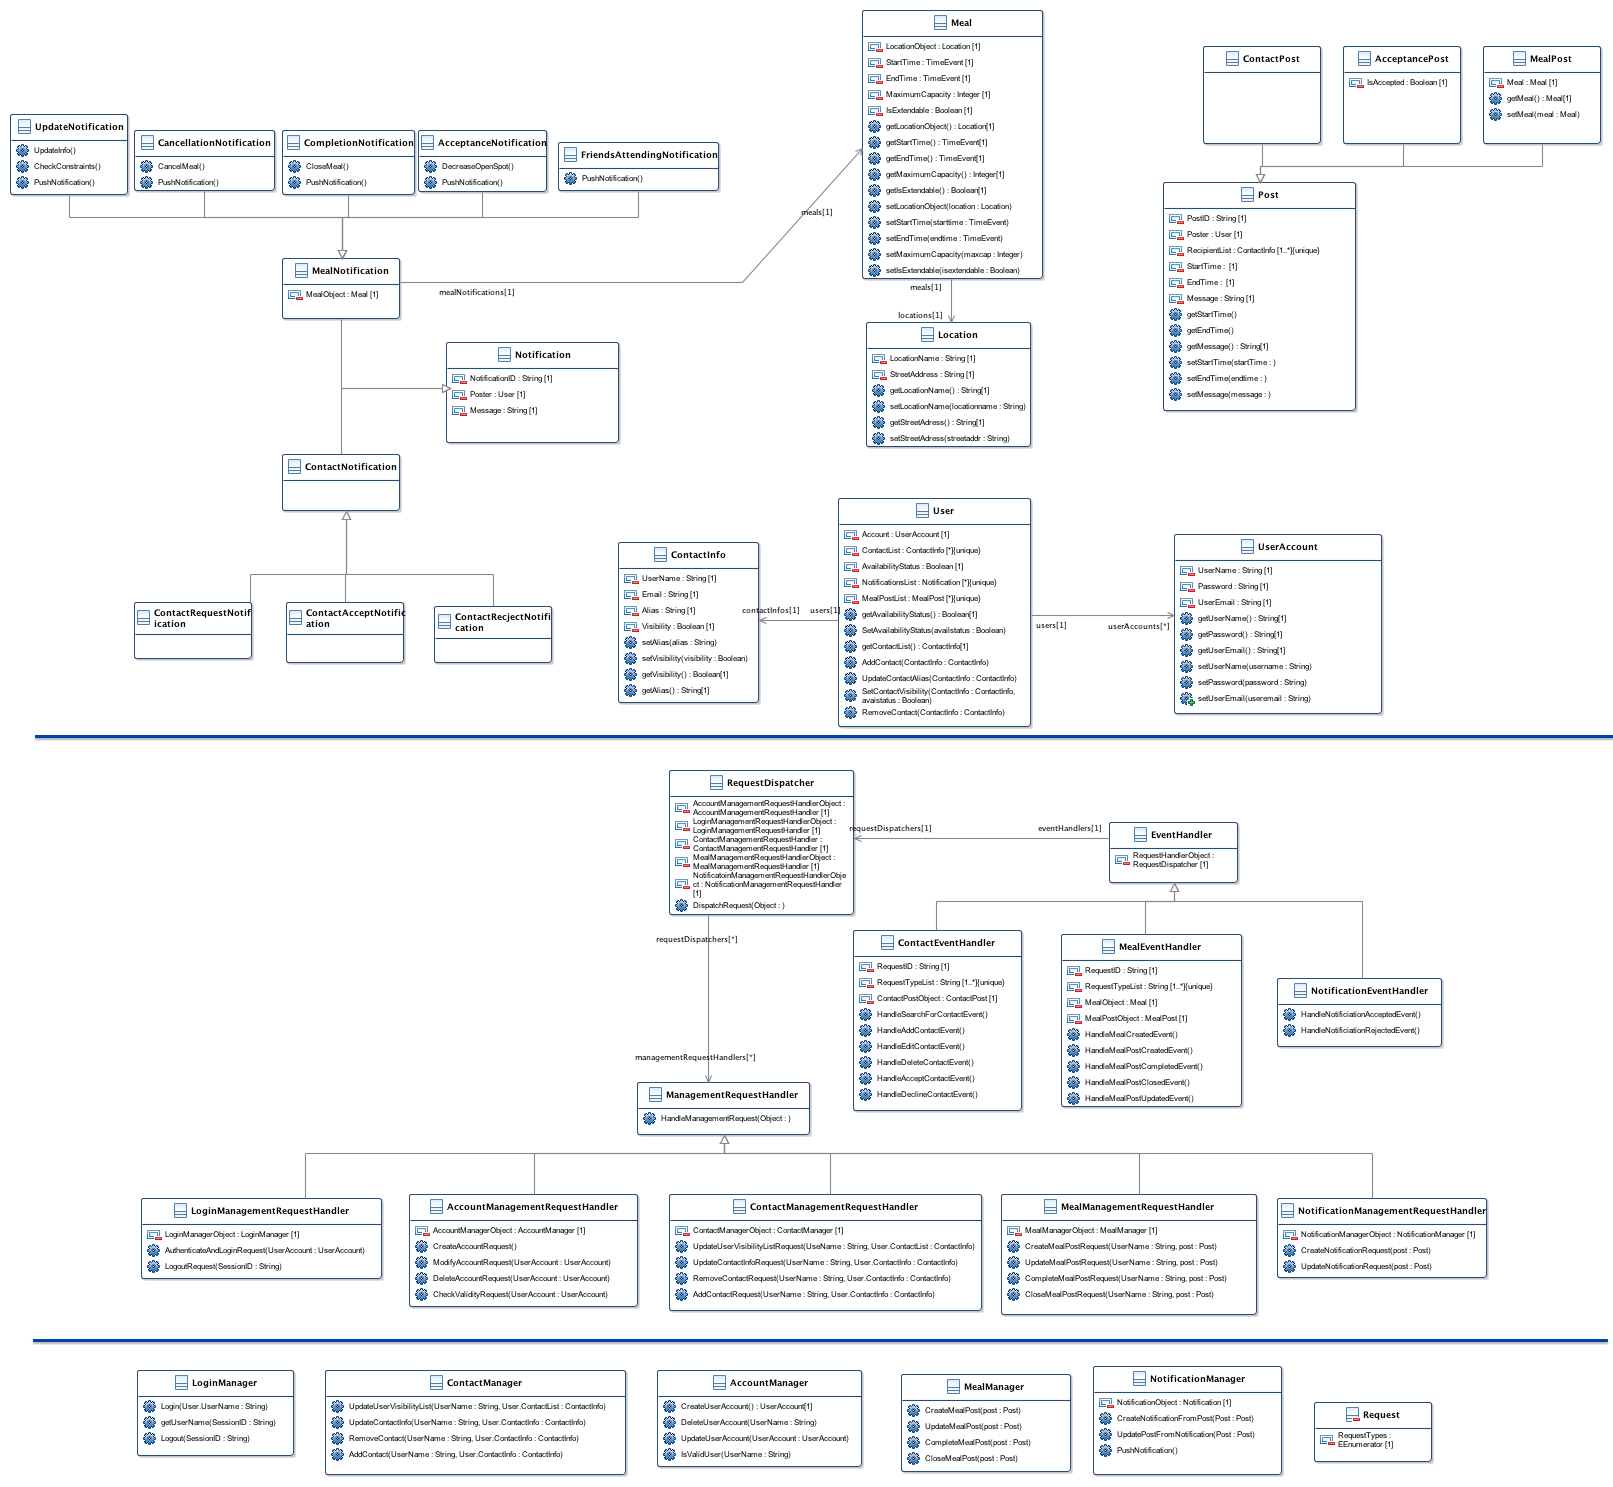 Meal
LocationObject : Location [1]
StartTime : TimeEvent [1]
EndTime : TimeEvent [1]
MaximumCapacity : Integer [1]
IsExtendable : Boolean [1]
getLocationObject() : Location[1]
getStartTime() : TimeEvent[1]
getEndTime() : TimeEvent[1]
getMaximumCapacity() : Integer[1]
getIsExtendable() : Boolean[1]
setLocationObject(location : Location)
setStartTime(starttime : TimeEvent)
setEndTime(endtime : TimeEvent)
setMaximumCapacity(maxcap : Integer)
setIsExtendable(isextendable : Boolean)
ContactPost
AcceptancePost
IsAccepted : Boolean [1]
MealPost
Meal : Meal [1]
getMeal() : Meal[1]
setMeal(meal : Meal)
UpdateNotification
UpdateInfo()
CheckConstraints()
PushNotification()
CancellationNotification
CancelMeal()
PushNotification()
CompletionNotification
CloseMeal()
PushNotification()
AcceptanceNotification
DecreaseOpenSpot()
PushNotification()
FriendsAttendingNotification
PushNotification()
meals[1]
mealNotifications[1]
MealNotification
MealObject : Meal [1]
Post
PostID : String [1]
Poster : User [1]
RecipientList : ContactInfo [1..*]{unique}
StartTime :  [1]
EndTime :  [1]
Message : String [1]
getStartTime()
getEndTime()
getMessage() : String[1]
setStartTime(startTime : )
setEndTime(endtime : )
setMessage(message : )
meals[1]
locations[1]
Location
LocationName : String [1]
StreetAddress : String [1]
getLocationName() : String[1]
setLocationName(locationname : String)
getStreetAdress() : String[1]
setStreetAdress(streetaddr : String)
Notification
NotificationID : String [1]
Poster : User [1]
Message : String [1]
ContactNotification
ContactRequestNotif
ication
ContactAcceptNotific
ation
ContactRecjectNotifi
cation
ContactInfo
UserName : String [1]
Email : String [1]
Alias : String [1]
Visibility : Boolean [1]
setAlias(alias : String)
setVisibility(visibility : Boolean)
getVisibility() : Boolean[1]
getAlias() : String[1]
contactInfos[1]
users[1]
User
Account : UserAccount [1]
ContactList : ContactInfo [*]{unique}
AvailabilityStatus : Boolean [1]
NotificationsList : Notification [*]{unique}
MealPostList : MealPost [*]{unique}
getAvailabilityStatus() : Boolean[1]
SetAvailabilityStatus(availstatus : Boolean)
getContactList() : ContactInfo[1]
AddContact(ContactInfo : ContactInfo)
UpdateContactAlias(ContactInfo : ContactInfo)
SetContactVisibility(ContactInfo : ContactInfo,
avaistatus : Boolean)
RemoveContact(ContactInfo : ContactInfo)
users[1]
userAccounts[*]
UserAccount
UserName : String [1]
Password : String [1]
UserEmail : String [1]
getUserName() : String[1]
getPassword() : String[1]
getUserEmail() : String[1]
setUserName(username : String)
setPassword(password : String)
setUserEmail(useremail : String)
RequestDispatcher
AccountManagementRequestHandlerObject :
AccountManagementRequestHandler [1]
LoginManagementRequestHandlerObject :
LoginManagementRequestHandler [1]
ContactManagementRequestHandler :
ContactManagementRequestHandler [1]
MealManagementRequestHandlerObject :
MealManagementRequestHandler [1]
NotificatoinManagementRequestHandlerObje
ct : NotificationManagementRequestHandler
[1]
DispatchRequest(Object : )
requestDispatchers[1]
eventHandlers[1]
EventHandler
RequestHandlerObject :
RequestDispatcher [1]
requestDispatchers[*]
managementRequestHandlers[*]
ContactEventHandler
RequestID : String [1]
RequestTypeList : String [1..*]{unique}
ContactPostObject : ContactPost [1]
HandleSearchForContactEvent()
HandleAddContactEvent()
HandleEditContactEvent()
HandleDeleteContactEvent()
HandleAcceptContactEvent()
HandleDeclineContactEvent()
MealEventHandler
RequestID : String [1]
RequestTypeList : String [1..*]{unique}
MealObject : Meal [1]
MealPostObject : MealPost [1]
HandleMealCreatedEvent()
HandleMealPostCreatedEvent()
HandleMealPostCompletedEvent()
HandleMealPostClosedEvent()
HandleMealPostUpdatedEvent()
NotificationEventHandler
HandleNotificiationAcceptedEvent()
HandleNotificiationRejectedEvent()
ManagementRequestHandler
HandleManagementRequest(Object : )
LoginManagementRequestHandler
LoginManagerObject : LoginManager [1]
AuthenticateAndLoginRequest(UserAccount : UserAccount)
LogoutRequest(SessionID : String)
AccountManagementRequestHandler
AccountManagerObject : AccountManager [1]
CreateAccountRequest()
ModifyAccountRequest(UserAccount : UserAccount)
DeleteAccountRequest(UserAccount : UserAccount)
CheckValidityRequest(UserAccount : UserAccount)
ContactManagementRequestHandler
ContactManagerObject : ContactManager [1]
UpdateUserVisibilityListRequest(UseName : String, User.ContactList : ContactInfo)
UpdateContactInfoRequest(UserName : String, User.ContactInfo : ContactInfo)
RemoveContactRequest(UserName : String, User.ContactInfo : ContactInfo)
AddContactRequest(UserName : String, User.ContactInfo : ContactInfo)
MealManagementRequestHandler
MealManagerObject : MealManager [1]
CreateMealPostRequest(UserName : String, post : Post)
UpdateMealPostRequest(UserName : String, post : Post)
CompleteMealPostRequest(UserName : String, post : Post)
CloseMealPostRequest(UserName : String, post : Post)
NotificationManagementRequestHandler
NotificationManagerObject : NotificationManager [1]
CreateNotificationRequest(post : Post)
UpdateNotificationRequest(post : Post)
LoginManager
Login(User.UserName : String)
getUserName(SessionID : String)
Logout(SessionID : String)
ContactManager
UpdateUserVisibilityList(UserName : String, User.ContactList : ContactInfo)
UpdateContactInfo(UserName : String, User.ContactInfo : ContactInfo)
RemoveContact(UserName : String, User.ContactInfo : ContactInfo)
AddContact(UserName : String, User.ContactInfo : ContactInfo)
AccountManager
CreateUserAccount() : UserAccount[1]
DeleteUserAccount(UserName : String)
UpdateUserAccount(UserAccount : UserAccount)
IsValidUser(UserName : String)
MealManager
CreateMealPost(post : Post)
UpdateMealPost(post : Post)
CompleteMealPost(post : Post)
CloseMealPost(post : Post)
NotificationManager
NotificationObject : Notification [1]
CreateNotificationFromPost(Post : Post)
UpdatePostFromNotification(Post : Post)
PushNotification()
Request
RequestTypes :
EEnumerator [1]